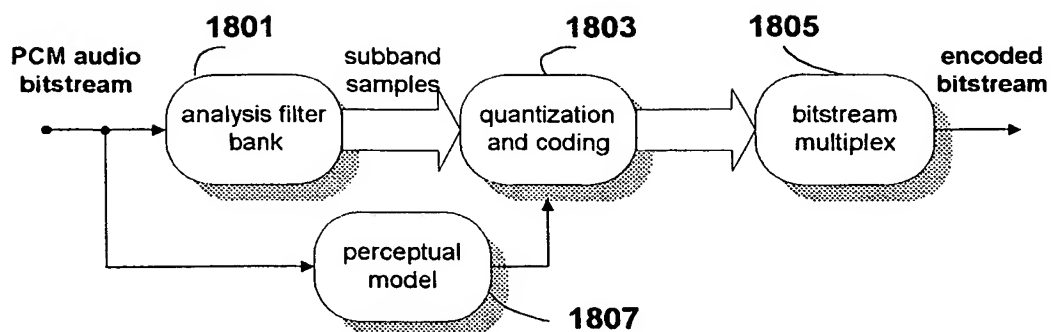 1801
1803
1805
PCM audio
bitstream
subband
samples
encoded
bitstream
analysis filter
bank
quantization
and coding
bitstream
multiplex
perceptual
model
1807